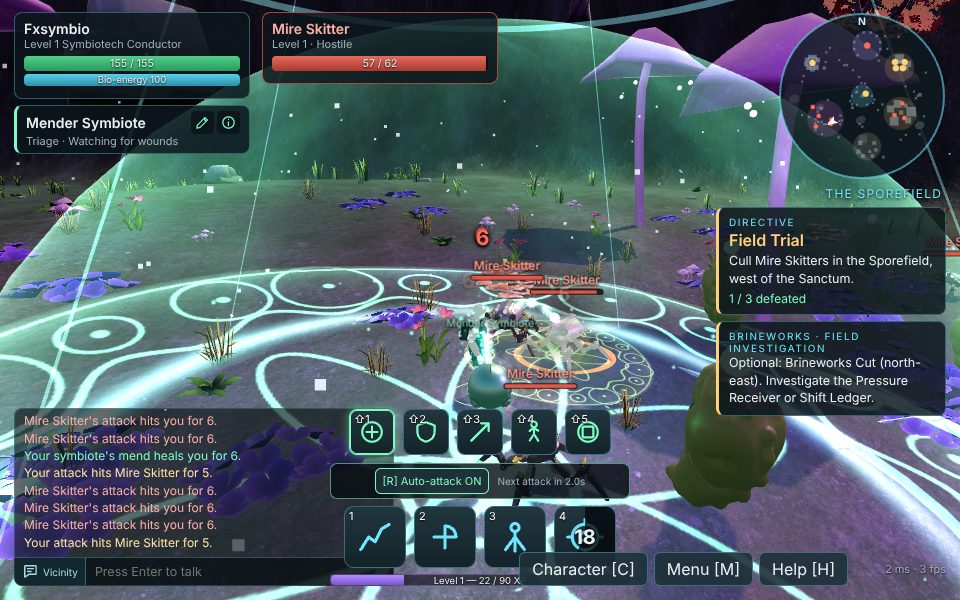 Fxsymbio
Level 1 Symbiotech Conductor
155 / 155
Bio-energy 100
Mire Skitter
Level 1 · Hostile
57 / 62
N
Mender Symbiote
Triage · Watching for wounds
THE SPOREFIELD
DIRECTIVE
Field Trial
Cull Mire Skitters in the Sporefield,
west of the Sanctum.
1 / 3 defeated
BRINEWORKS · FIELD
INVESTIGATION
Optional: Brineworks Cut (north-
east). Investigate the Pressure
Receiver or Shift Ledger.
6
Mire Skitter
Mire Skitter
Mender Symbiote
Mire Skitter
Mire Skitter's attack hits you for 6.
Mire Skitter's attack hits you for 6.
Your symbiote's mend heals you for 6.
Your attack hits Mire Skitter for 5.
Mire Skitter's attack hits you for 6.
Mire Skitter's attack hits you for 6.
Mire Skitter's attack hits you for 6.
Your attack hits Mire Skitter for 5.
⇧1 ⇧2 ⇧3 ⇧4 ⇧5
[R] Auto-attack ON Next attack in 2.0s
1 2 3 4 18
Vicinity Press Enter to talk
Level 1 — 22 / 90 X
Character [C] Menu [M] Help [H]
2 ms · 3 fps